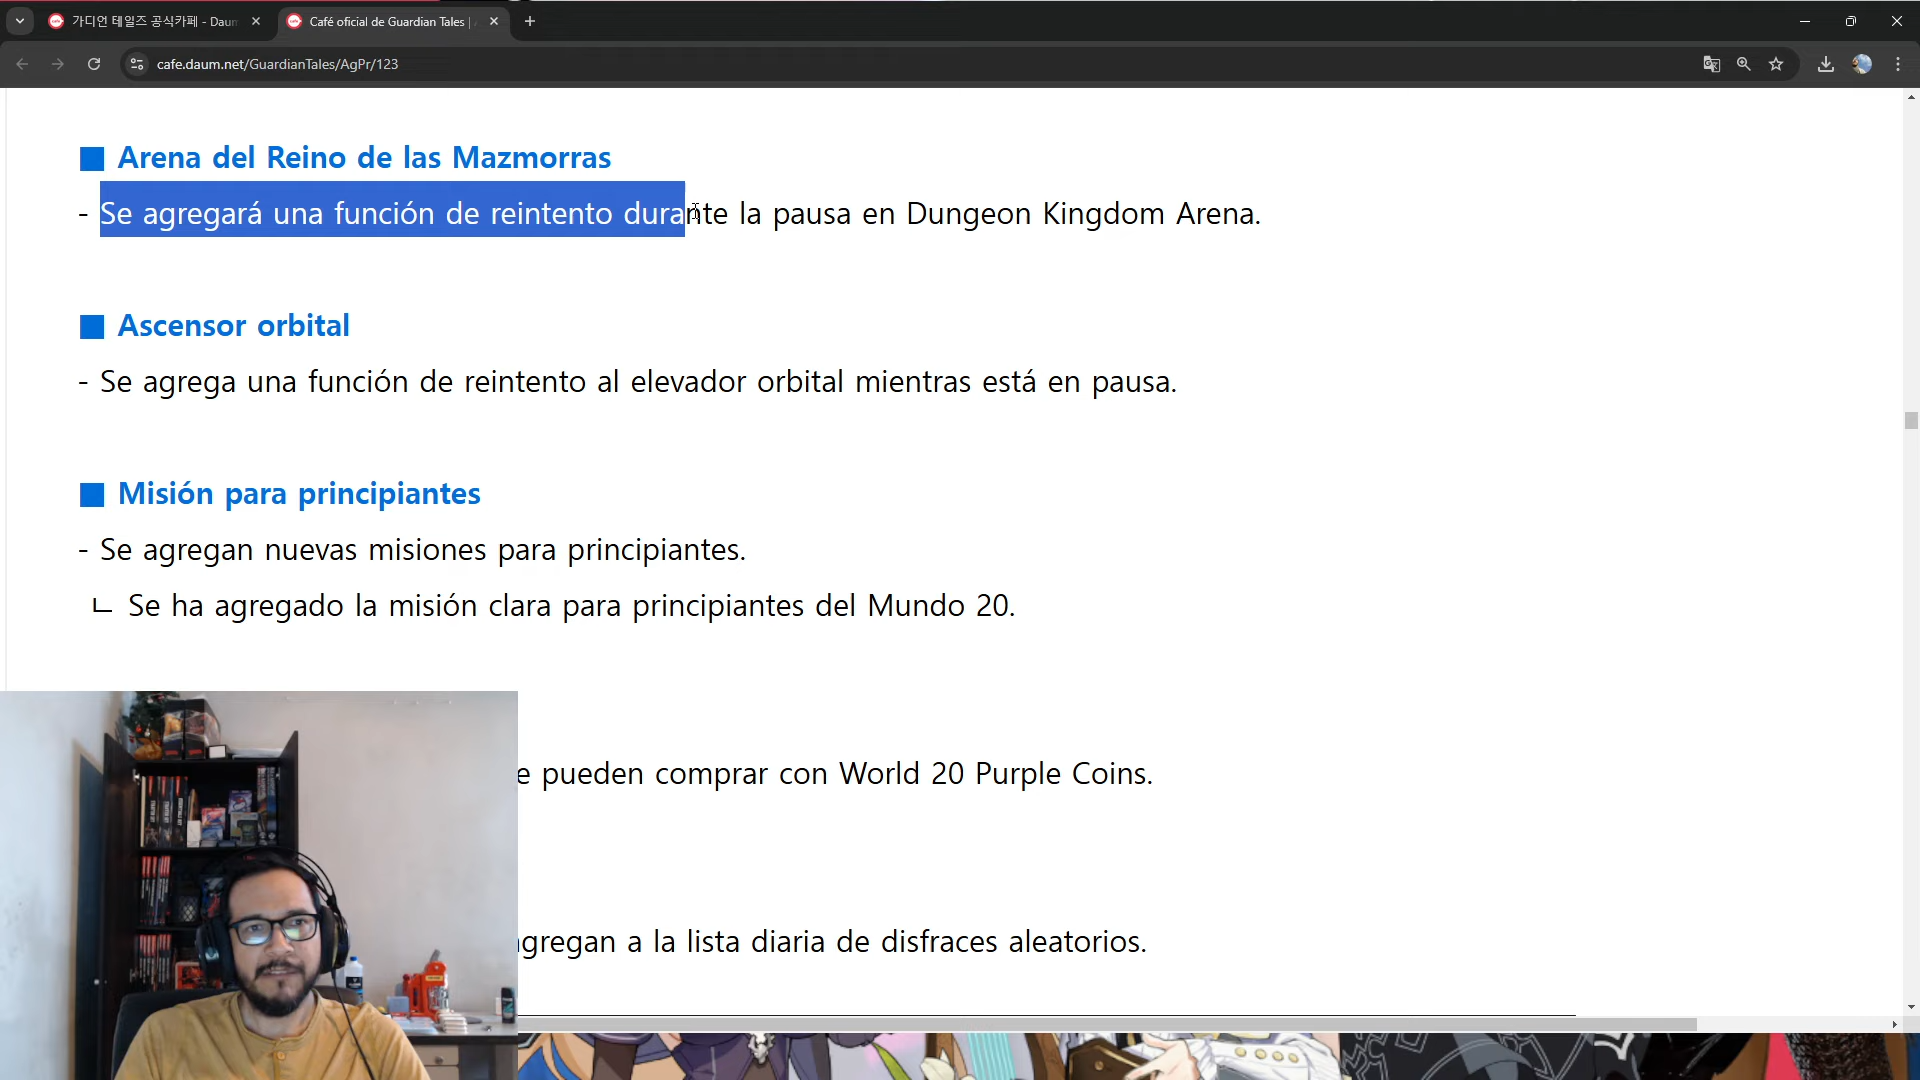 가디언 테일즈 공식카페 - Daum
Café oficial de Guardian Tales |
cafe.daum.net/GuardianTales/AgPr/123
■ Arena del Reino de las Mazmorras
- Se agregará una función de reintento durante la pausa en Dungeon Kingdom Arena.
■ Ascensor orbital
- Se agrega una función de reintento al elevador orbital mientras está en pausa.
■ Misión para principiantes
- Se agregan nuevas misiones para principiantes.
ㄴ Se ha agregado la misión clara para principiantes del Mundo 20.
e pueden comprar con World 20 Purple Coins.
gregan a la lista diaria de disfraces aleatorios.